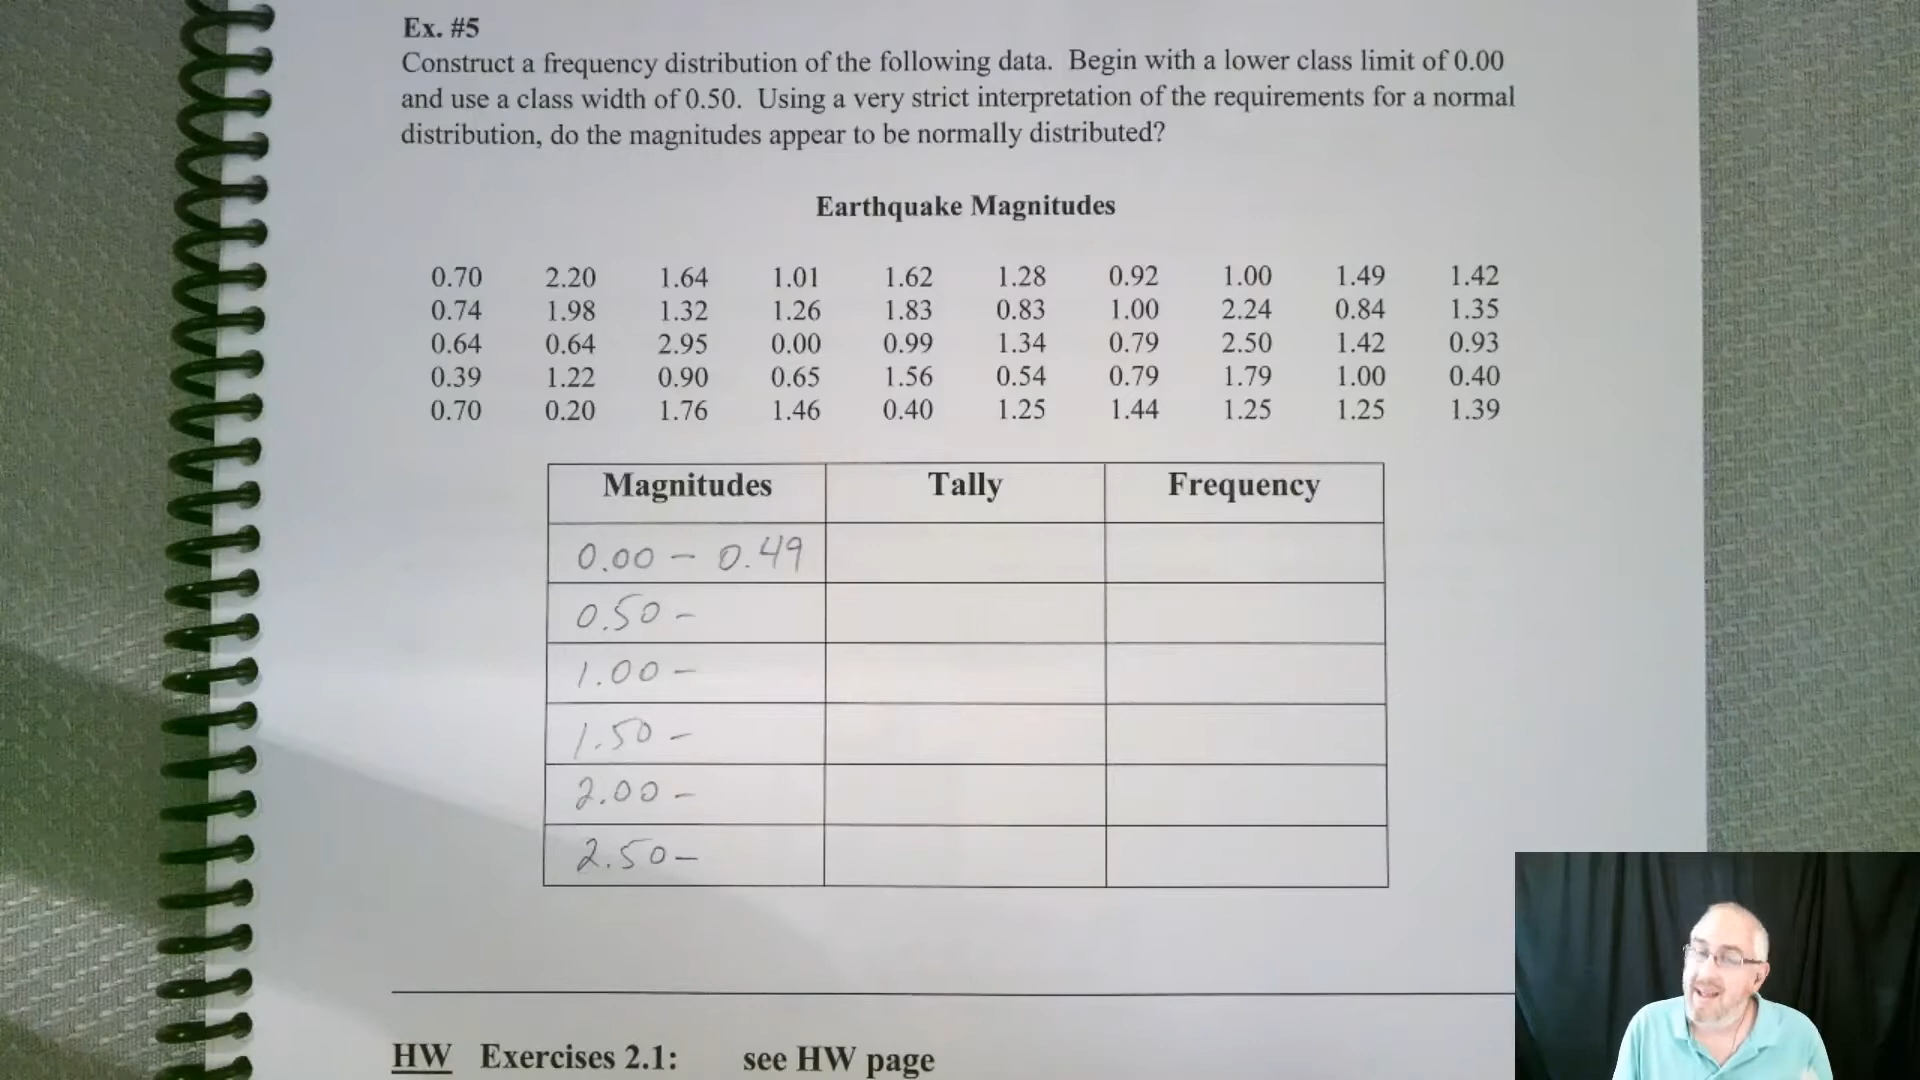 Ex. #5
Construct a frequency distribution of the following data. Begin with a lower class limit of 0.00
and use a class width of 0.50. Using a very strict interpretation of the requirements for a normal
distribution, do the magnitudes appear to be normally distributed?
Earthquake Magnitudes
0.70 2.20 1.64 1.01 1.62 1.28 0.92 1.00 1.49 1.42
0.74 1.98 1.32 1.26 1.83 0.83 1.00 2.24 0.84 1.35
0.64 0.64 2.95 0.00 0.99 1.34 0.79 2.50 1.42 0.93
0.39 1.22 0.90 0.65 1.56 0.54 0.79 1.79 1.00 0.40
0.70 0.20 1.76 1.46 0.40 1.25 1.44 1.25 1.25 1.39
Magnitudes Tally Frequency
0.00 - 0.49
0.50 -
1.00 -
1.50 -
2.00 -
2.50 -
HW Exercises 2.1: see HW page